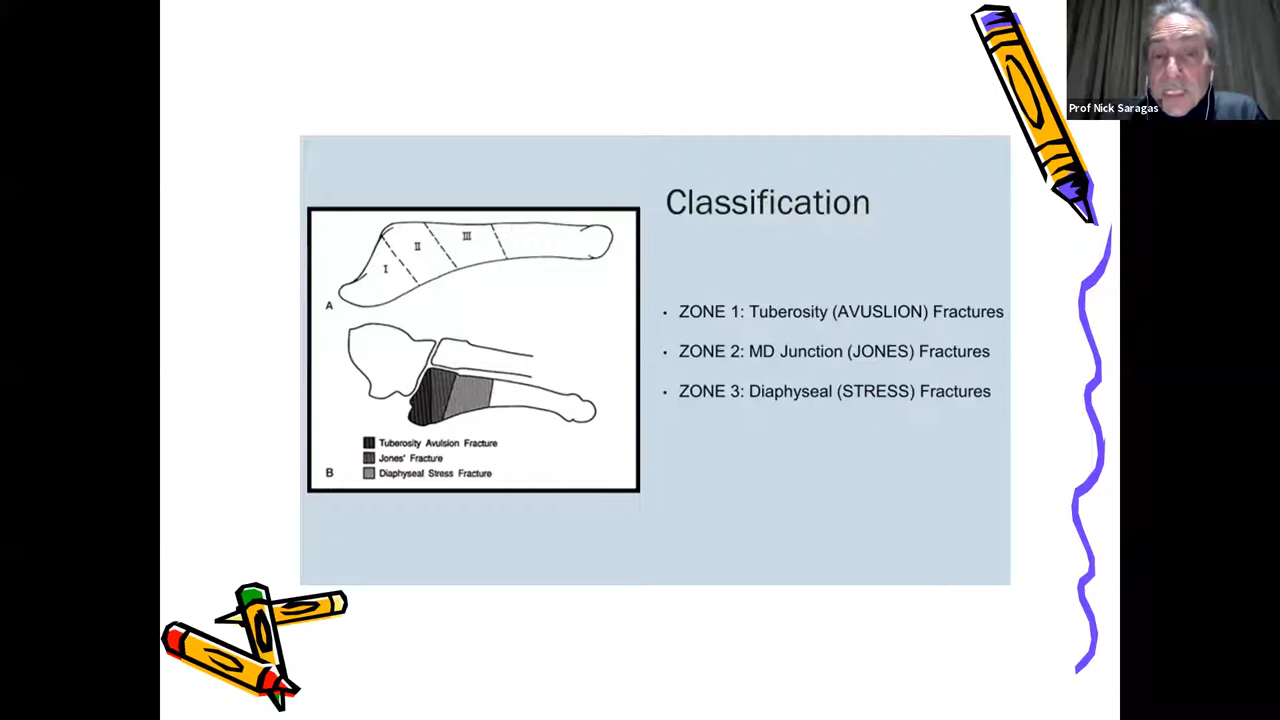 Prof Nick Saragas
Classification
I
II
III
A
ZONE 1: Tuberosity (AVUSLION) Fractures
ZONE 2: MD Junction (JONES) Fractures
ZONE 3: Diaphyseal (STRESS) Fractures
Tuberosity Avulsion Fracture
Jones' Fracture
Diaphyseal Stress Fracture
B